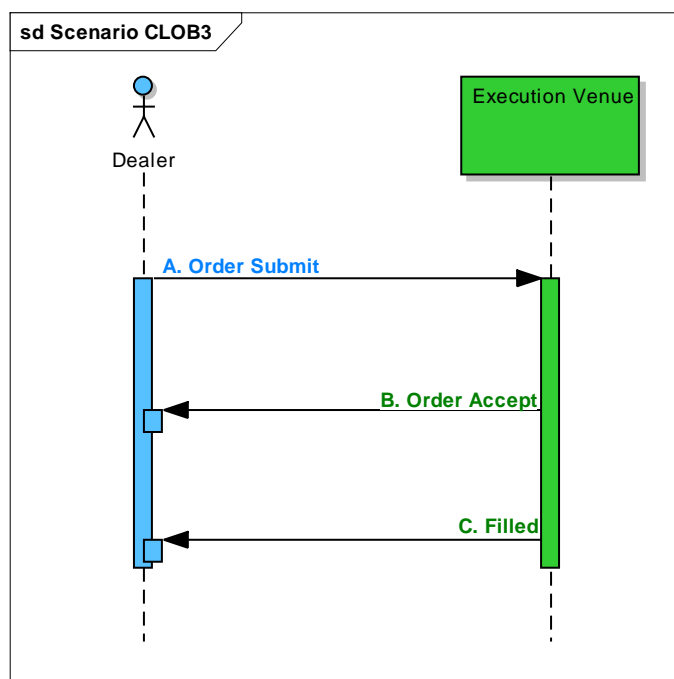 sd Scenario CLOB3
Execution Venue
Dealer
A. Order Submit
B. Order Accept
C. Filled